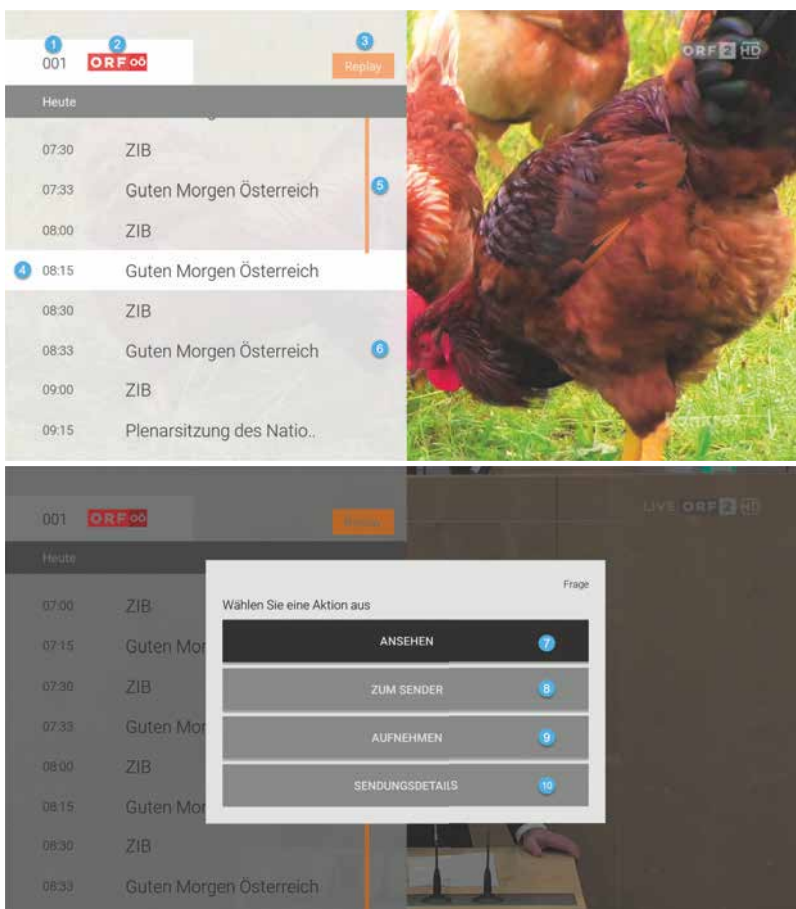 1 2 3
001 ORF oö Replay
ORF 2 HD
Heute
07:30 ZIB
07:33 Guten Morgen Österreich 5
08:00 ZIB
4 08:15 Guten Morgen Österreich
08:30 ZIB
08:33 Guten Morgen Österreich 6
09:00 ZIB
09:15 Plenarsitzung des Natio..
konkret
001 ORF oö Replay
LIVE ORF 2 HD
Heute
Frage
Wählen Sie eine Aktion aus
ANSEHEN 7
ZUM SENDER 8
AUFNEHMEN 9
SENDUNGSDETAILS 10
07:00 ZIB
07:15 Guten Mor
07:30 ZIB
07:33 Guten Mor
08:00 ZIB
08:15 Guten Mor
08:30 ZIB
08:33 Guten Morgen Österreich